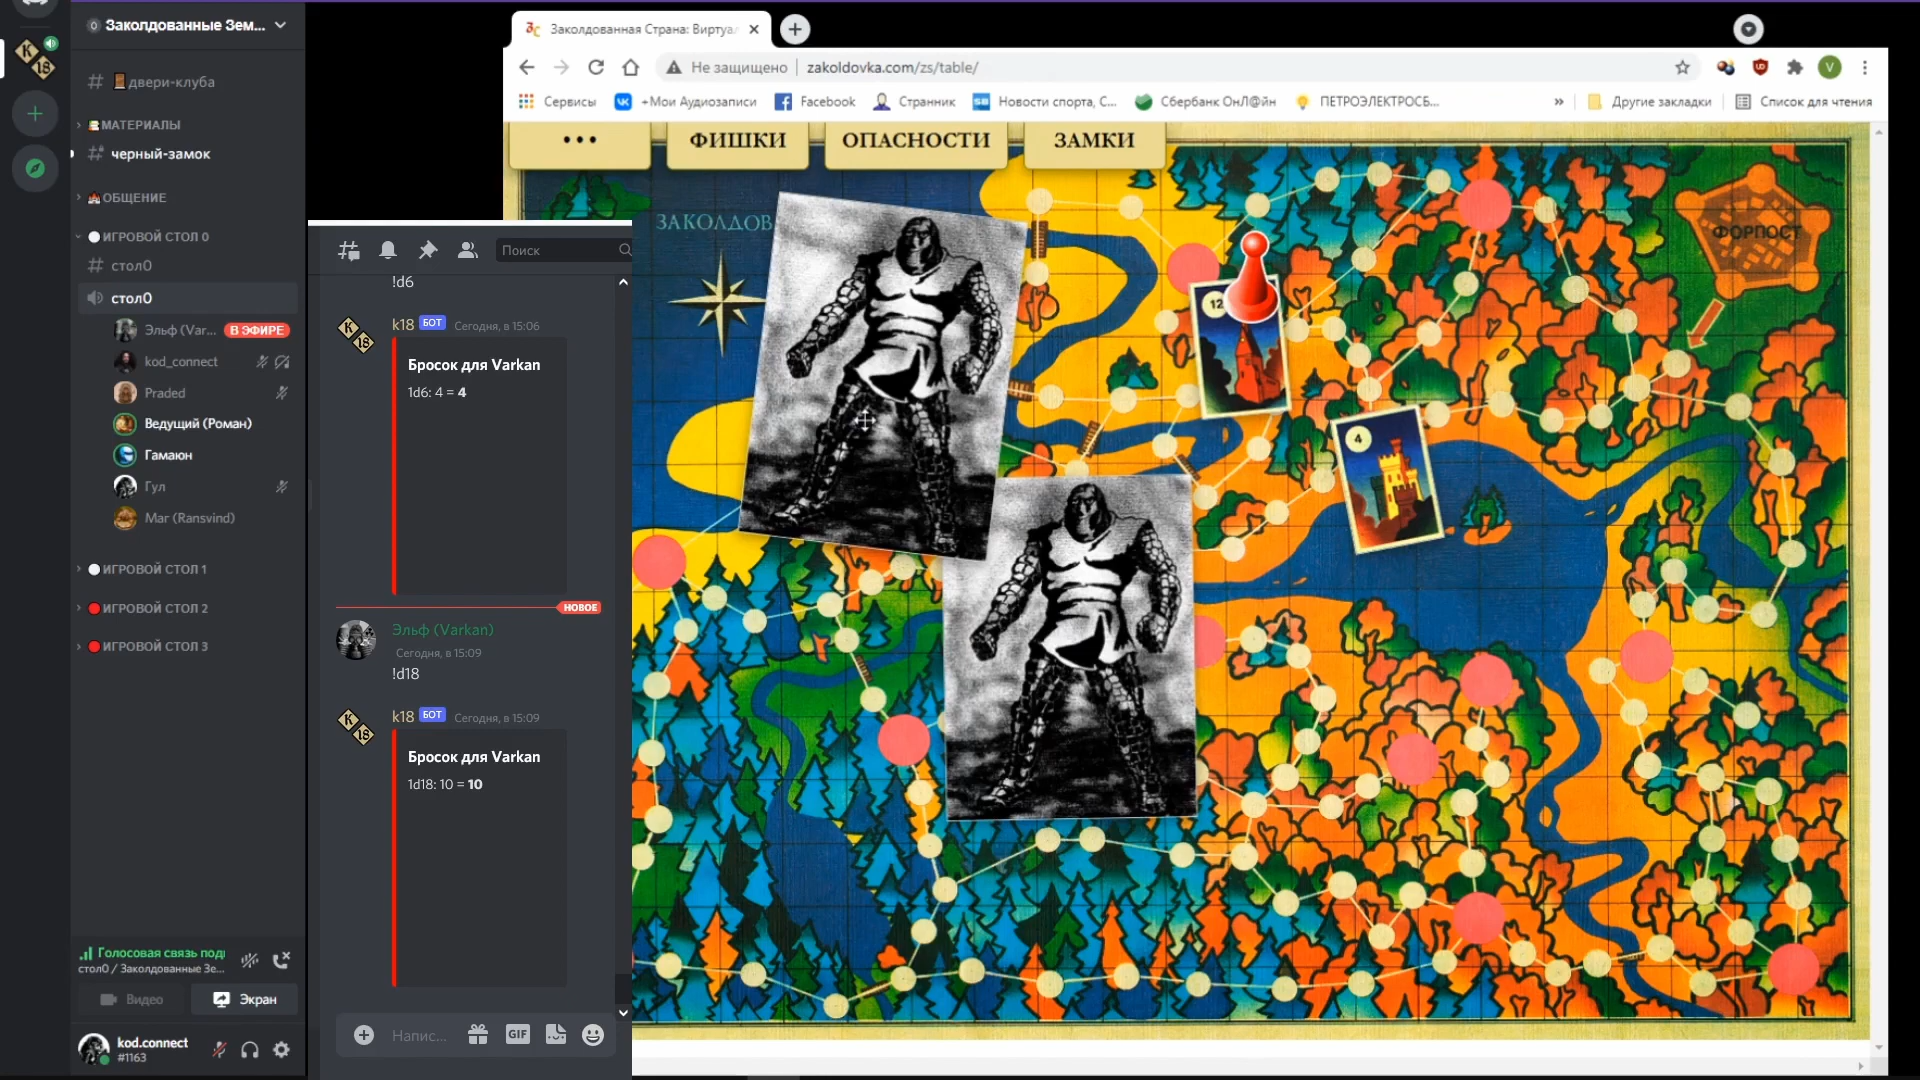 Заколдованные Зем...
двери-клуба
МАТЕРИАЛЫ
черный-замок
ОБЩЕНИЕ
ИГРОВОЙ СТОЛ 0
стол0
стол0
Эльф (Var...
В ЭФИРЕ
kod_connect
Praded
Ведущий (Роман)
Гамаюн
Гул
Маг (Ransvind)
ИГРОВОЙ СТОЛ 1
ИГРОВОЙ СТОЛ 2
ИГРОВОЙ СТОЛ 3
Голосовая связь под
стол0 / Заколдованные Зе...
Видео
Экран
kod.connect
#1163
Поиск
!d6
k18 БОТ Сегодня, в 15:06
Бросок для Varkan
1d6: 4 = 4
НОВОЕ
Эльф (Varkan)
Сегодня, в 15:09
!d18
k18 БОТ Сегодня, в 15:09
Бросок для Varkan
1d18: 10 = 10
Напис...
GIF
Заколдованная Страна: Виртуал
Не защищено
zakoldovka.com/zs/table/
V
Сервисы
+Мои Аудиозаписи
Facebook
Странник
Новости спорта, С...
Сбербанк ОнЛ@йн
ПЕТРОЭЛЕКТРОСБ...
»
Другие закладки
Список для чтения
•••
ФИШКИ
ОПАСНОСТИ
ЗАМКИ
ЗАКОЛДОВ
ФОРПОСТ
12
4